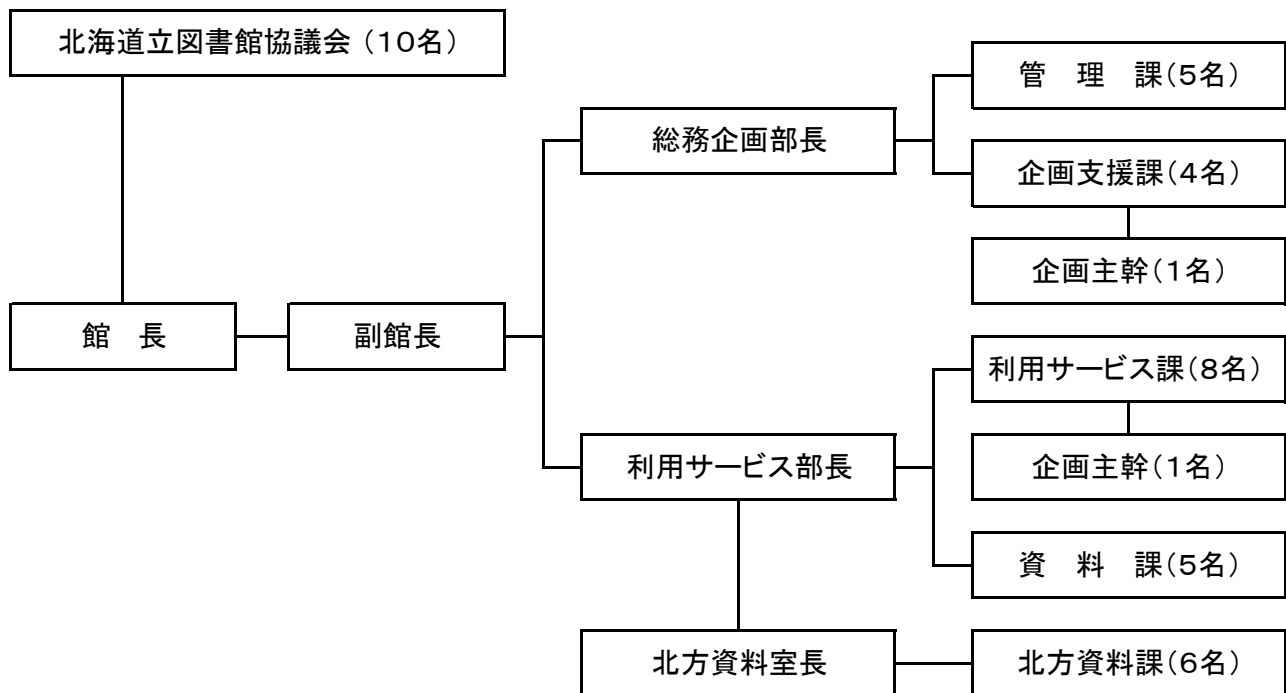 北海道立図書館協議会（10名）
管　理　課（5名）
総務企画部長
企画支援課（4名）
企画主幹（1名）
館　長
副館長
利用サービス課（8名）
利用サービス部長
企画主幹（1名）
資　料　課（5名）
北方資料室長
北方資料課（6名）